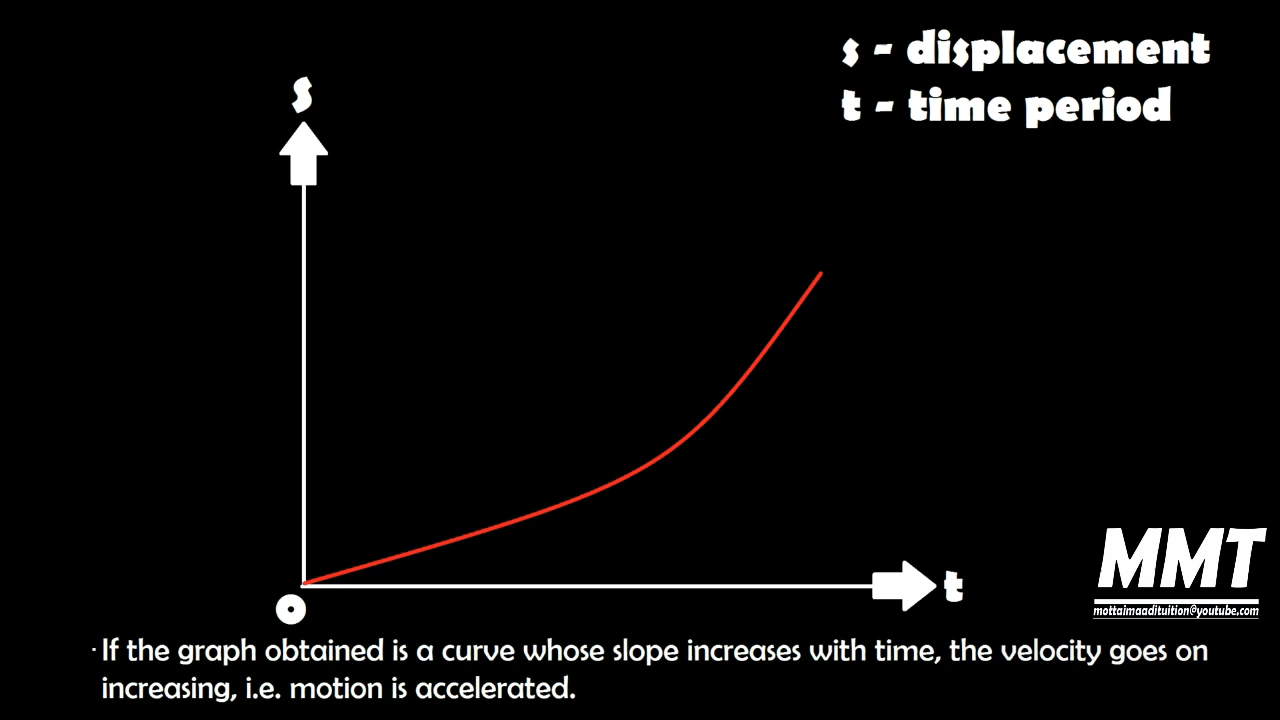 s - displacement
t - time period
s
t
O
MMT
mottaimaadituition@youtube.com
· If the graph obtained is a curve whose slope increases with time, the velocity goes on
increasing, i.e. motion is accelerated.